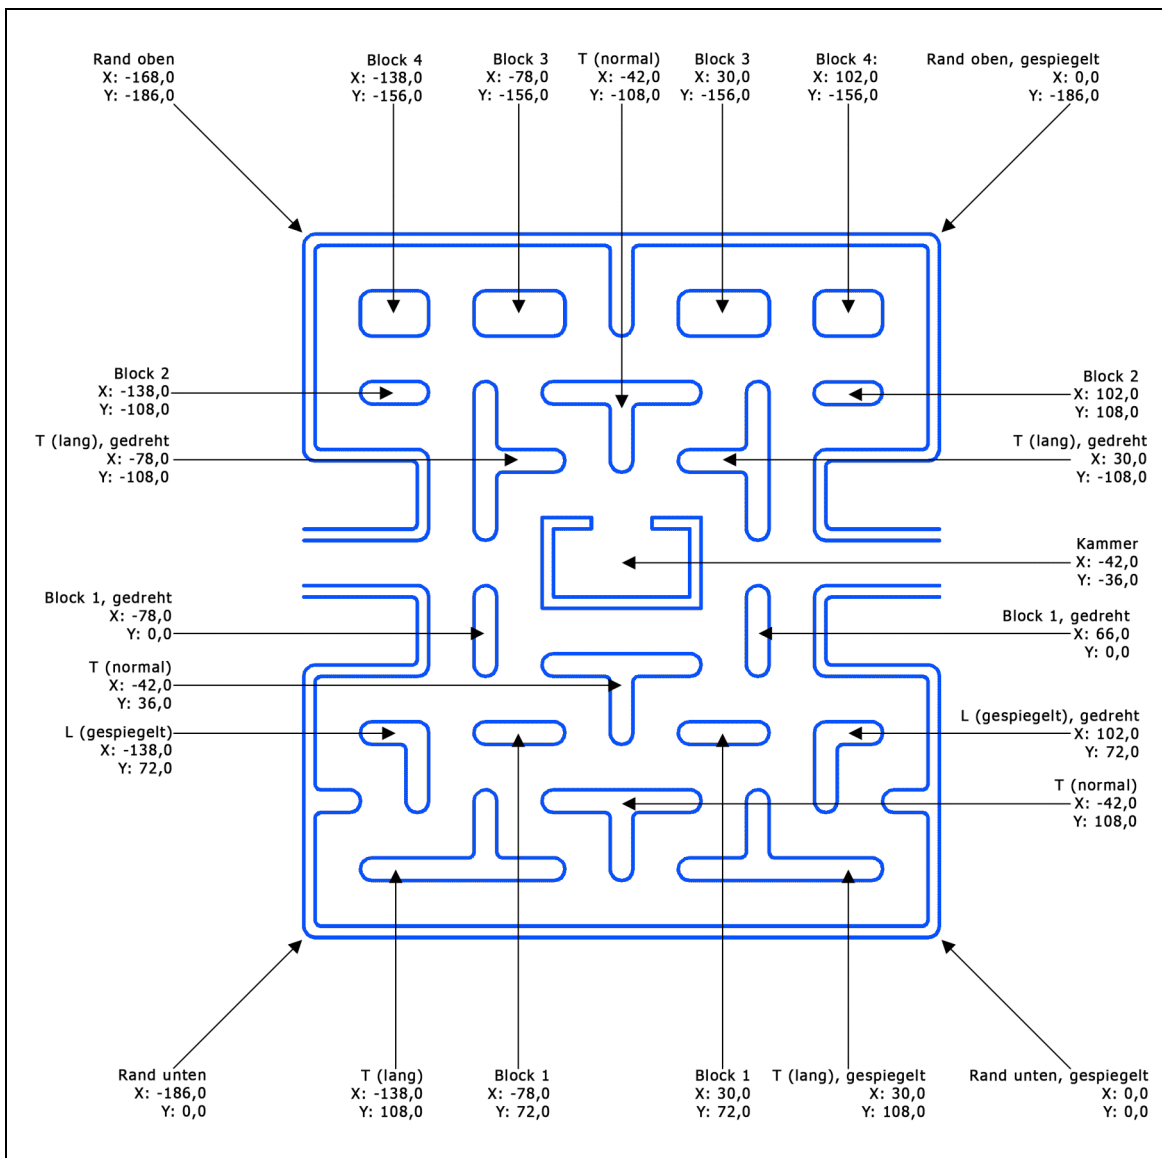 Rand oben
X: -168,0
Y: -186,0
Block 4
X: -138,0
Y: -156,0
Block 3
X: -78,0
Y: -156,0
T (normal)
X: -42,0
Y: -108,0
Block 3
X: 30,0
Y: -156,0
Block 4:
X: 102,0
Y: -156,0
Rand oben, gespiegelt
X: 0,0
Y: -186,0
Block 2
X: -138,0
Y: -108,0
Block 2
X: 102,0
Y: 108,0
T (lang), gedreht
X: -78,0
Y: -108,0
T (lang), gedreht
X: 30,0
Y: -108,0
Kammer
X: -42,0
Y: -36,0
Block 1, gedreht
X: -78,0
Y: 0,0
Block 1, gedreht
X: 66,0
Y: 0,0
T (normal)
X: -42,0
Y: 36,0
L (gespiegelt)
X: -138,0
Y: 72,0
L (gespiegelt), gedreht
X: 102,0
Y: 72,0
T (normal)
X: -42,0
Y: 108,0
Rand unten
X: -186,0
Y: 0,0
T (lang)
X: -138,0
Y: 108,0
Block 1
X: -78,0
Y: 72,0
Block 1
X: 30,0
Y: 72,0
T (lang), gespiegelt
X: 30,0
Y: 108,0
Rand unten, gespiegelt
X: 0,0
Y: 0,0